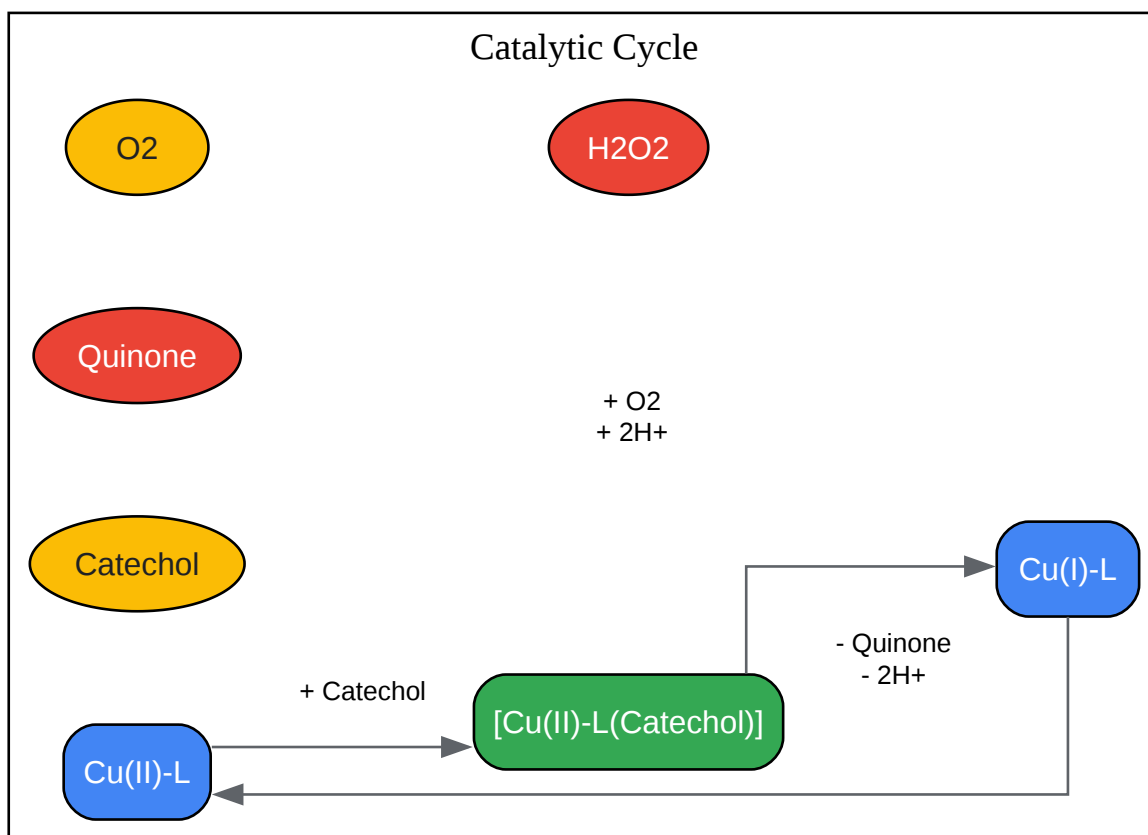 Catalytic Cycle
O2
H2O2
Quinone
+ O2
+ 2H+
Catechol
Cu(I)-L
- Quinone
- 2H+
+ Catechol
[Cu(II)-L(Catechol)]
Cu(II)-L